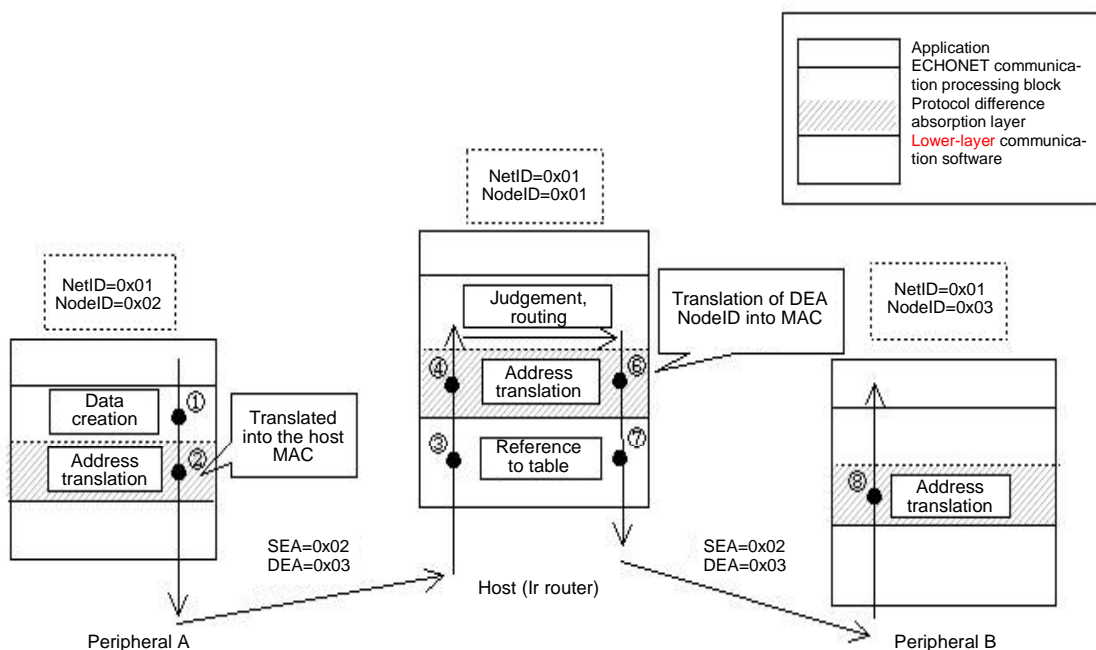 Application
ECHONET communica-
tion processing block
Protocol difference
absorption layer
Lower-layer communica-
tion software
NetID=0x01
NodeID=0x01
NetID=0x01
NodeID=0x02
NetID=0x01
NodeID=0x03
Judgement,
routing
Translation of DEA
NodeID into MAC
Data
creation
①
Translated
into the host
MAC
Address
translation
②
④
Address
translation
⑥
③
Reference
to table
⑦
⑧
Address
translation
SEA=0x02
DEA=0x03
Host (Ir router)
SEA=0x02
DEA=0x03
Peripheral A
Peripheral B